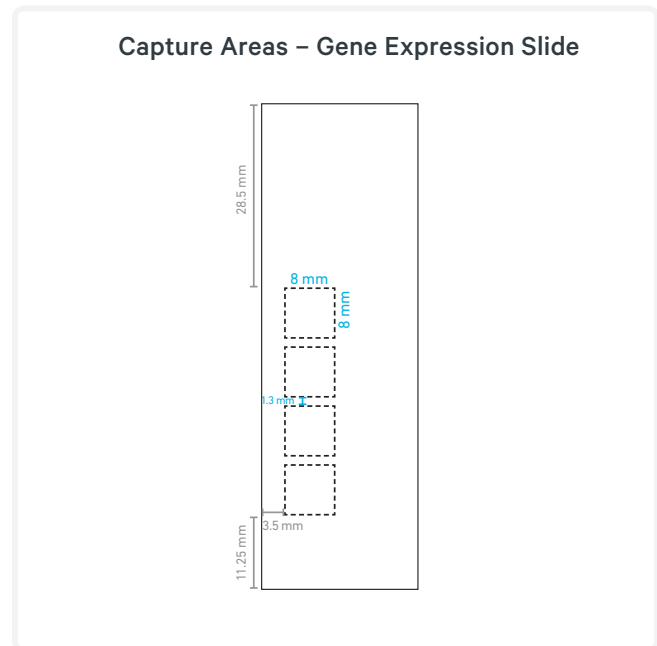 Capture Areas – Gene Expression Slide
28.5 mm
8 mm
8 mm
1.3 mm
3.5 mm
11.25 mm